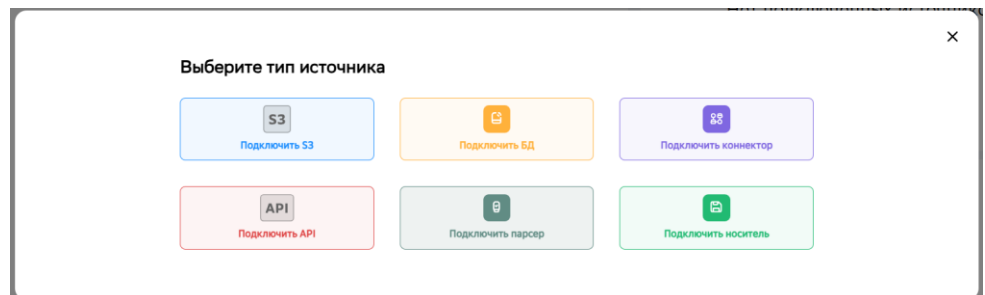 Выберите тип источника
S3
Подключить S3
Подключить БД
Подключить коннектор
API
Подключить API
Подключить парсер
Подключить носитель